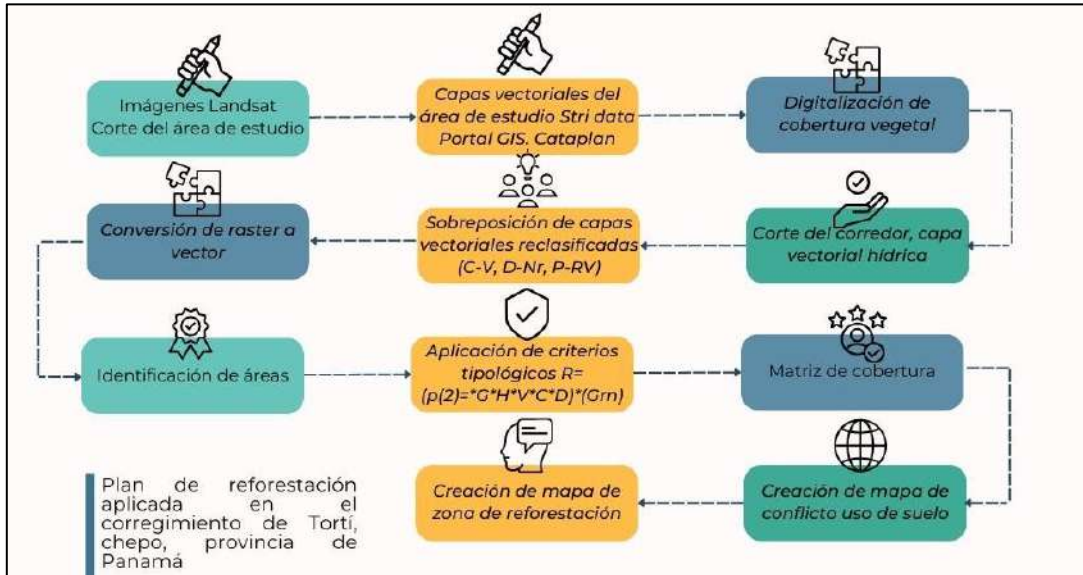 Imágenes Landsat
Corte del área de estudio
Capas vectoriales del
área de estudio Stri data
Portal GIS. Cataplan
Digitalización de
cobertura vegetal
Corte del corredor, capa
vectorial hídrica
Sobreposición de capas
vectoriales reclasificadas
(C-V, D-Nr, P-RV)
Conversión de raster a
vector
Identificación de áreas
Aplicación de criterios
tipológicos R=
(p(2)=*G*H*V*C*D)*(Grn)
Matriz de cobertura
Creación de mapa de
conflicto uso de suelo
Creación de mapa de
zona de reforestación
Plan de reforestación
aplicada en el
corregimiento de Tortí,
chepo, provincia de
Panamá